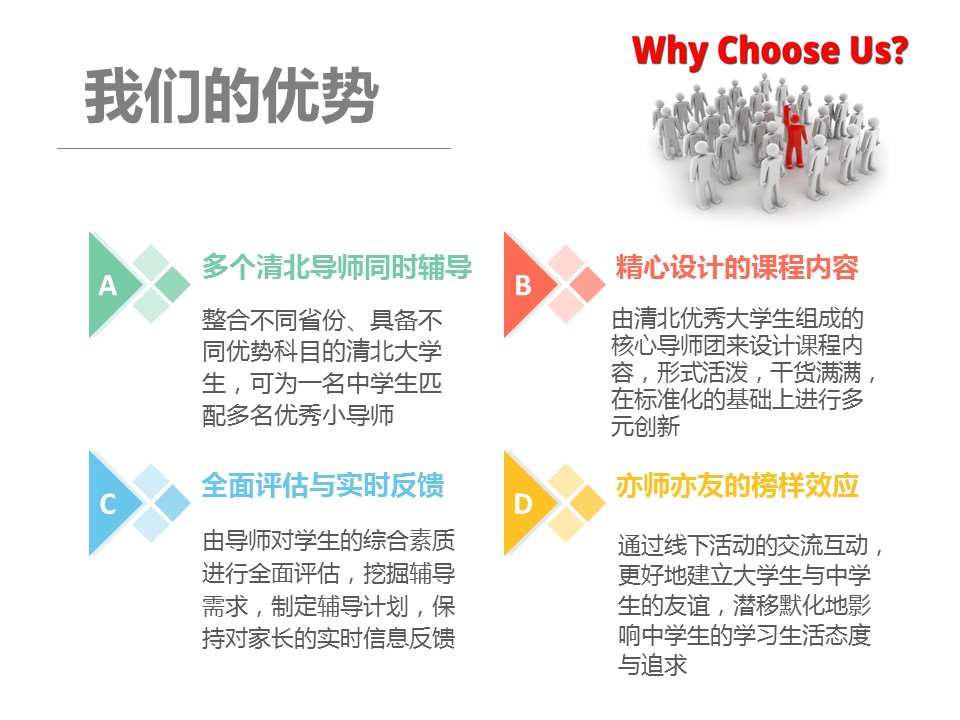 我们的优势
Why Choose Us?
A
多个清北导师同时辅导
整合不同省份、具备不
同优势科目的清北大学
生，可为一名中学生匹
配多名优秀小导师
B
精心设计的课程内容
由清北优秀大学生组成的
核心导师团来设计课程内
容，形式活泼，干货满满，
在标准化的基础上进行多
元创新
C
全面评估与实时反馈
由导师对学生的综合素质
进行全面评估，挖掘辅导
需求，制定辅导计划，保
持对家长的实时信息反馈
D
亦师亦友的榜样效应
通过线下活动的交流互动，
更好地建立大学生与中学
生的友谊，潜移默化地影
响中学生的学习生活态度
与追求